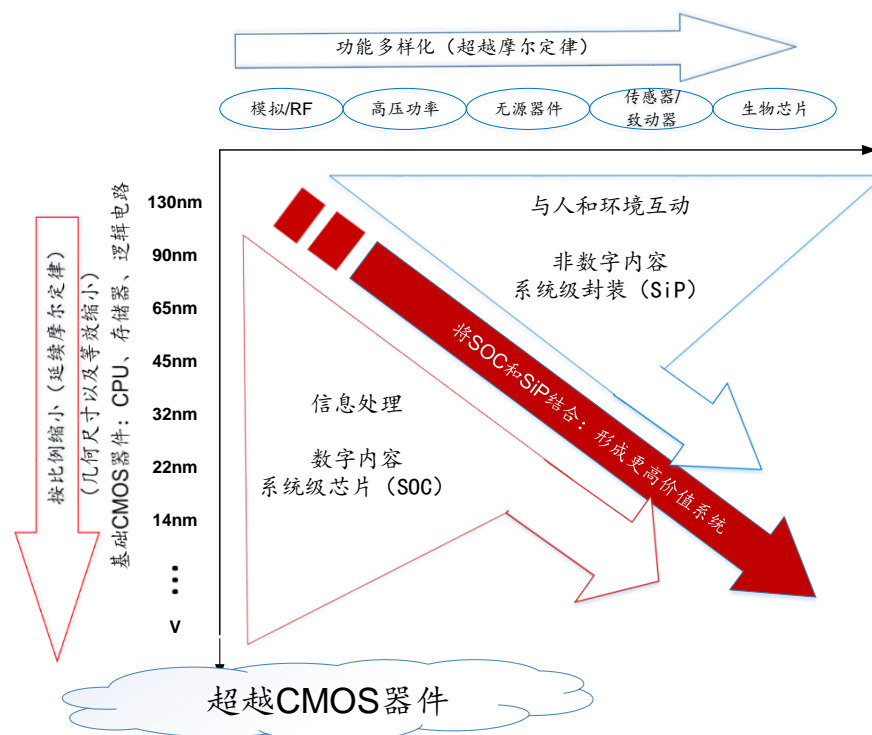 功能多样化（超越摩尔定律）
模拟/RF
高压功率
无源器件
传感器/
致动器
生物芯片
按比例缩小（延续摩尔定律）
（几何尺寸以及等效缩小）
基础CMOS器件：CPU、存储器、逻辑电路
130nm
90nm
65nm
45nm
32nm
22nm
14nm
⋮
V
与人和环境互动
非数字内容
系统级封装（SiP）
将SOC和SiP结合：形成更高价值系统
信息处理
数字内容
系统级芯片（SOC）
超越CMOS器件